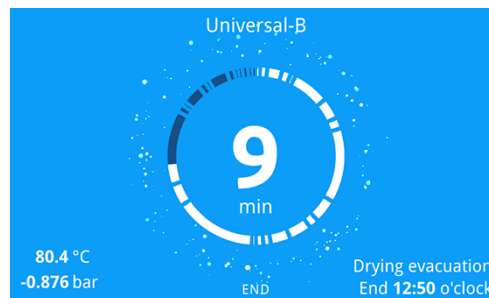 Universal-B
9
min
80.4 °C
-0.876 bar
END
Drying evacuation
End 12:50 o'clock